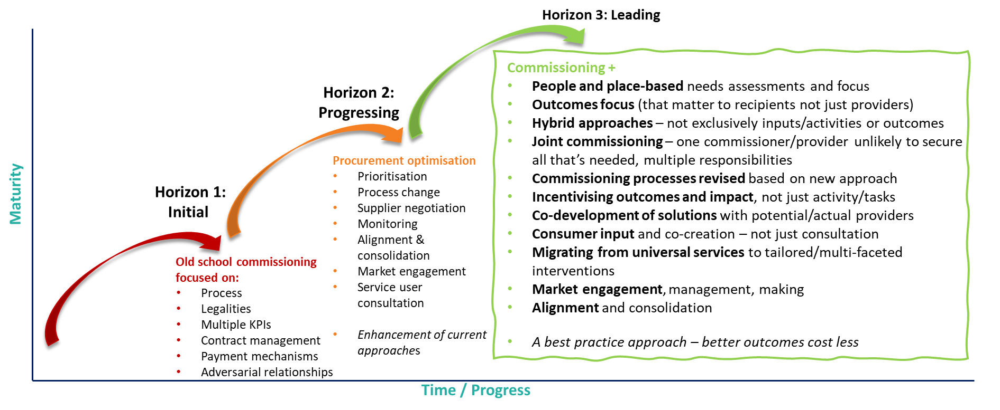 Horizon 3: Leading
Commissioning +
• People and place-based needs assessments and focus
• Outcomes focus (that matter to recipients not just providers)
• Hybrid approaches – not exclusively inputs/activities or outcomes
• Joint commissioning – one commissioner/provider unlikely to secure
all that's needed, multiple responsibilities
• Commissioning processes revised based on new approach
• Incentivising outcomes and impact, not just activity/tasks
• Co-development of solutions with potential/actual providers
• Consumer input and co-creation – not just consultation
• Migrating from universal services to tailored/multi-faceted
interventions
• Market engagement, management, making
• Alignment and consolidation
• A best practice approach – better outcomes cost less
Horizon 2:
Progressing
Procurement optimisation
• Prioritisation
• Process change
• Supplier negotiation
• Monitoring
• Alignment &
consolidation
• Market engagement
• Service user
consultation
• Enhancement of current
approaches
Horizon 1:
Initial
Old school commissioning
focused on:
• Process
• Legalities
• Multiple KPIs
• Contract management
• Payment mechanisms
• Adversarial relationships
Maturity
Time / Progress